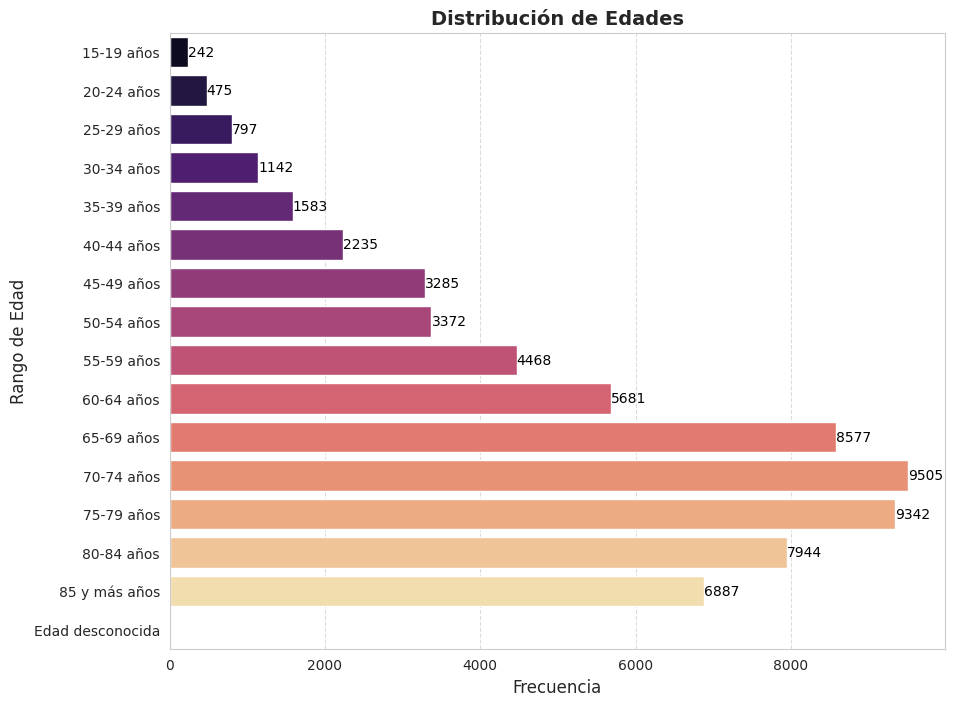 Distribución de Edades
Rango de Edad
15-19 años 242
20-24 años 475
25-29 años 797
30-34 años 1142
35-39 años 1583
40-44 años 2235
45-49 años 3285
50-54 años 3372
55-59 años 4468
60-64 años 5681
65-69 años 8577
70-74 años 9505
75-79 años 9342
80-84 años 7944
85 y más años 6887
Edad desconocida
0 2000 4000 6000 8000
Frecuencia